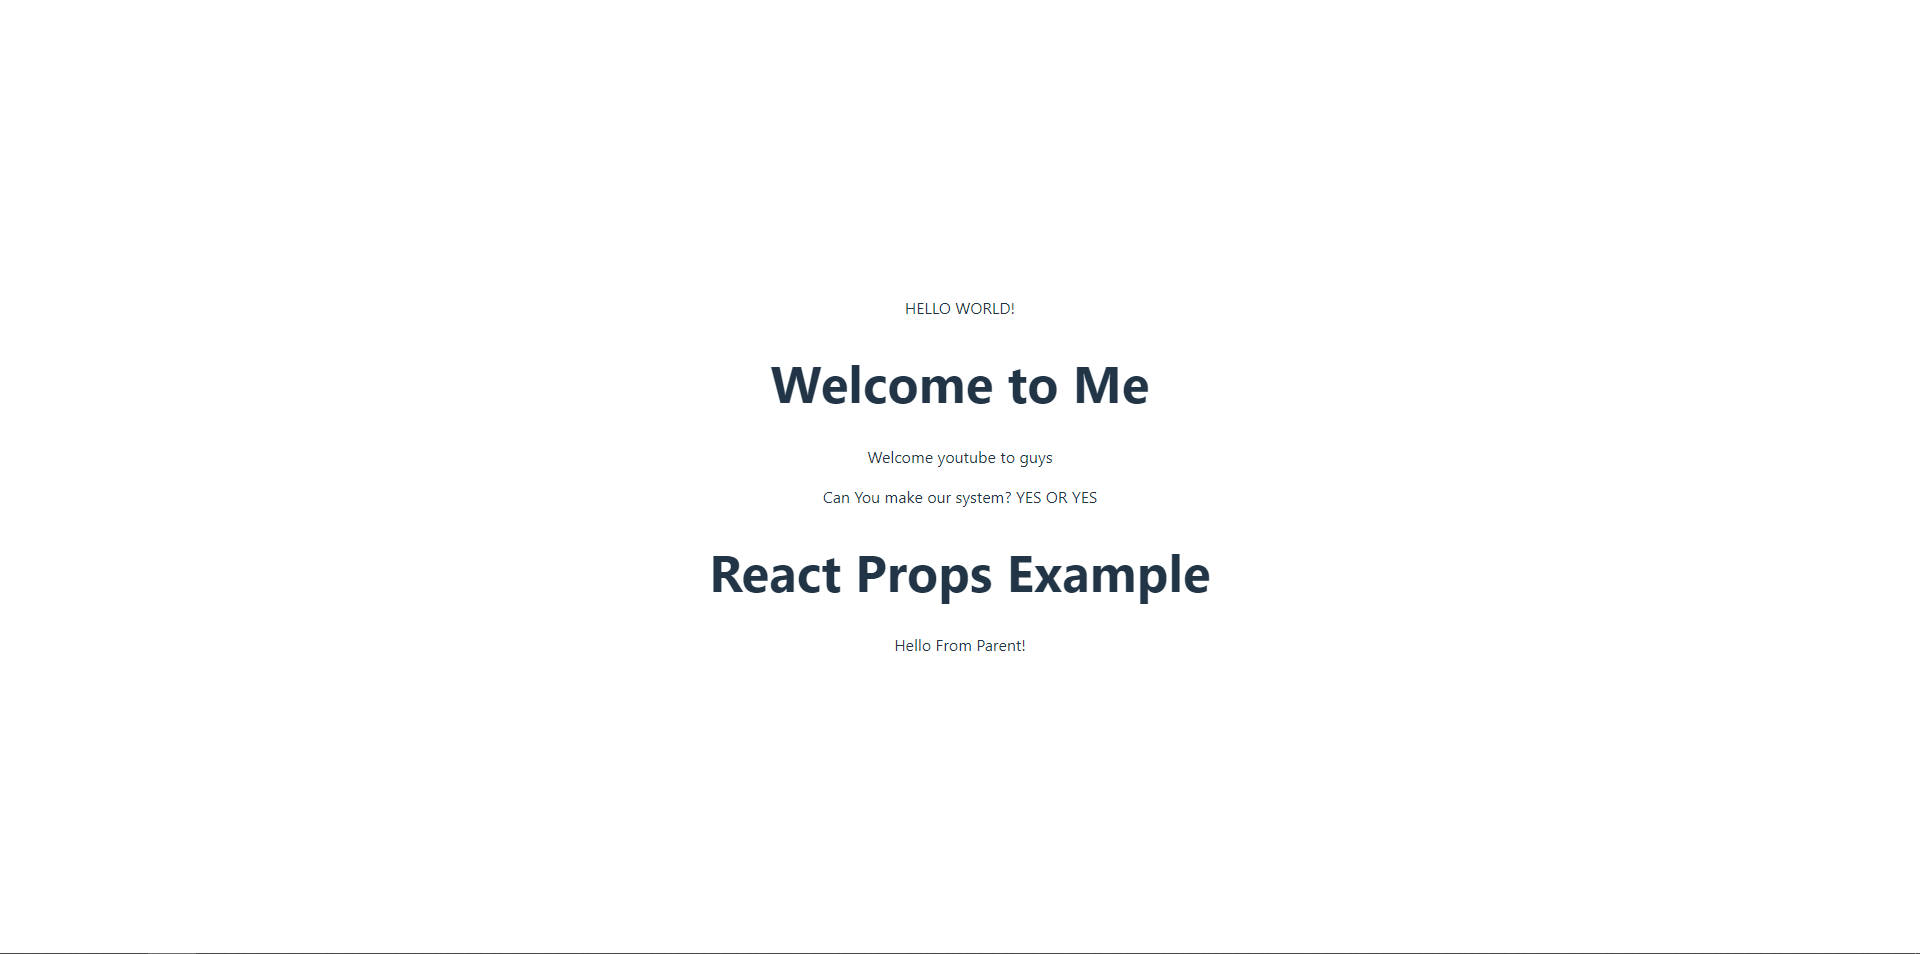 HELLO WORLD!
Welcome to Me
Welcome youtube to guys
Can You make our system? YES OR YES
React Props Example
Hello From Parent!